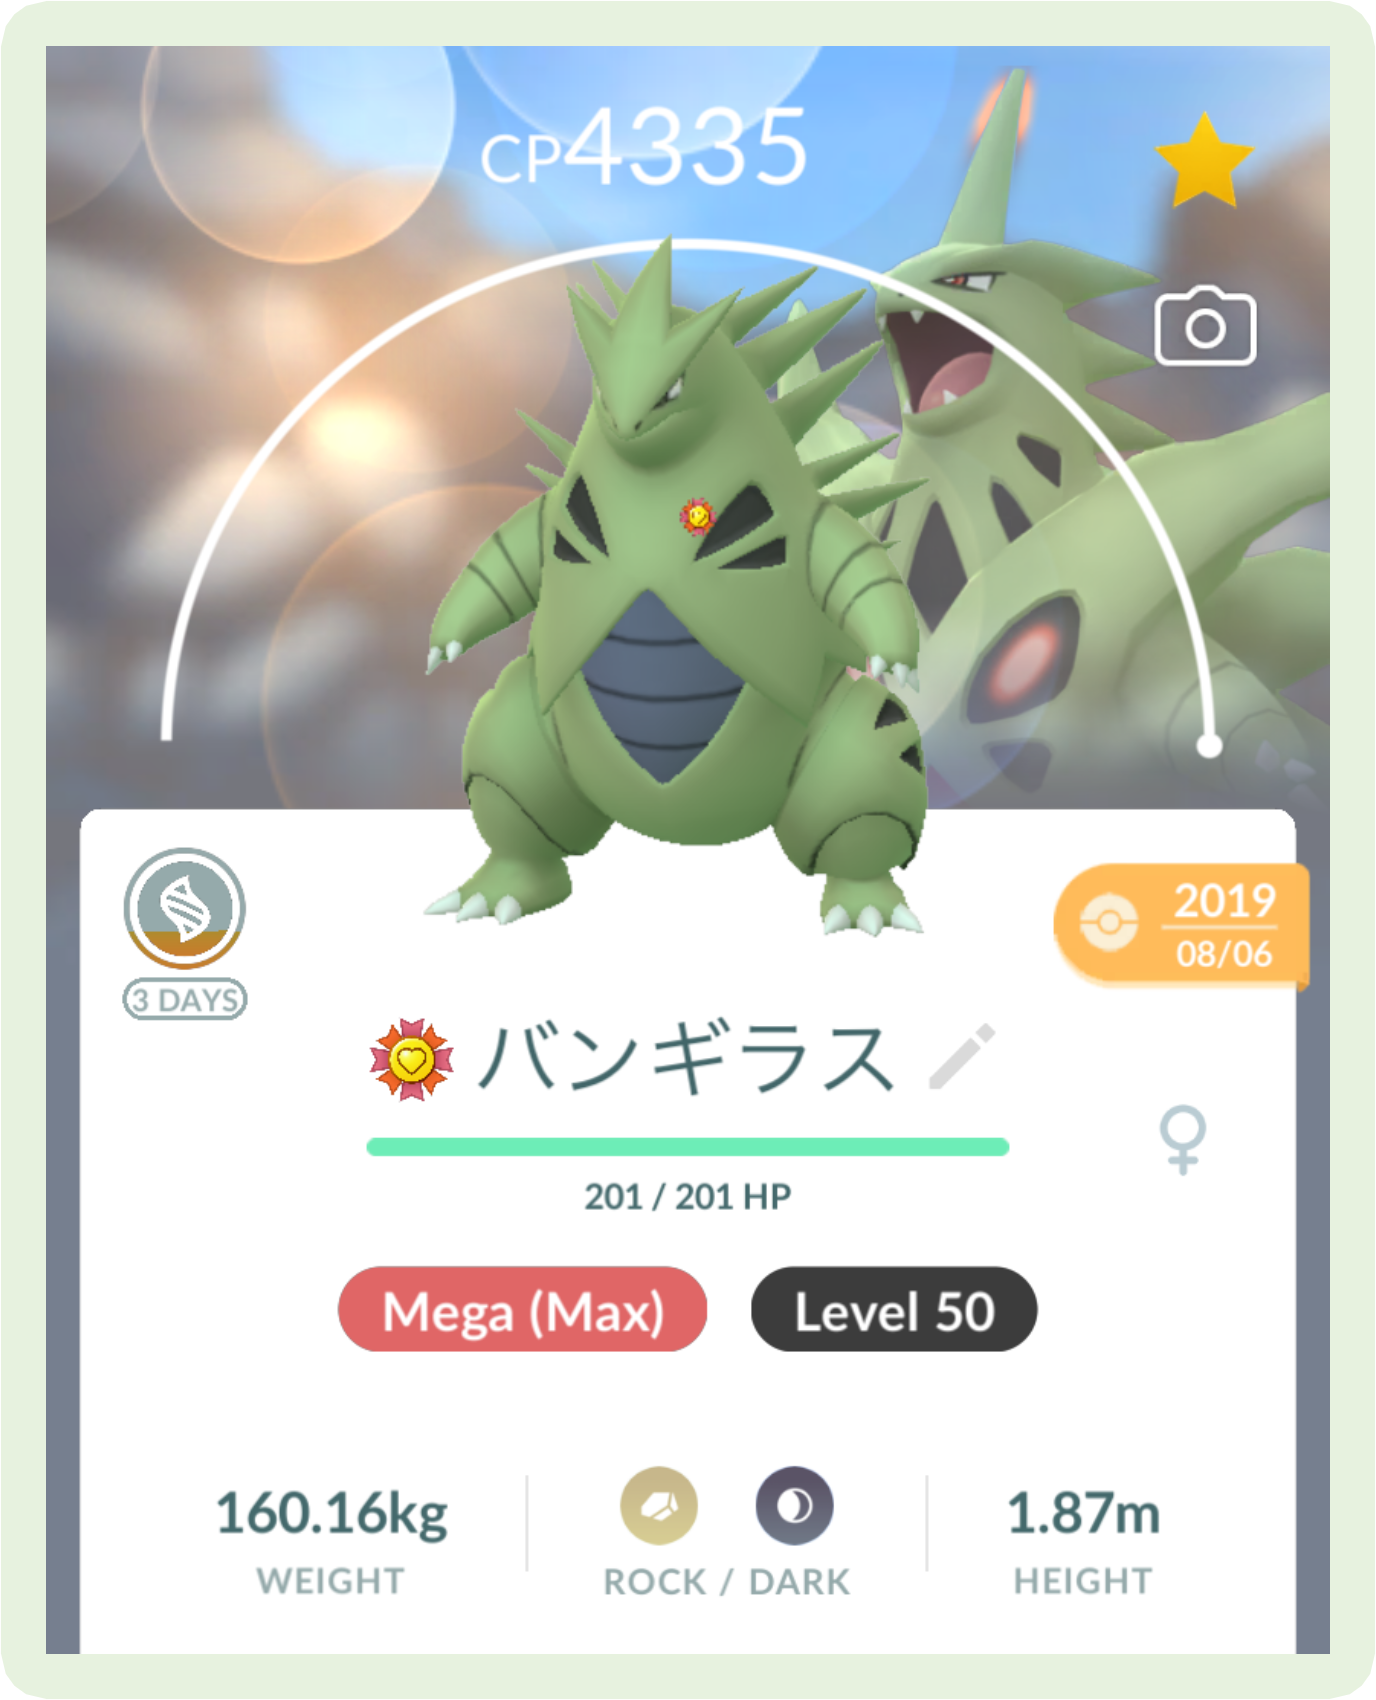 CP4335
2019
08/06
3 DAYS
バンギラス
201 / 201 HP
Mega (Max)
Level 50
160.16kg
WEIGHT
ROCK / DARK
1.87m
HEIGHT